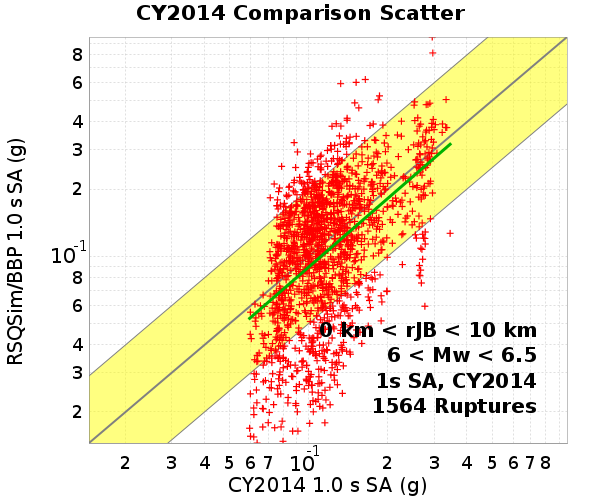 CY2014 Comparison Scatter
RSQSim/BBP 1.0 s SA (g)
8
6
4
3
2
10⁻¹
8
6
4
3
2
0 km < rJB < 10 km
6 < Mw < 6.5
1s SA, CY2014
1564 Ruptures
2 3 4 5 6 7 10⁻¹ 2 3 4 5 6 7 8
CY2014 1.0 s SA (g)